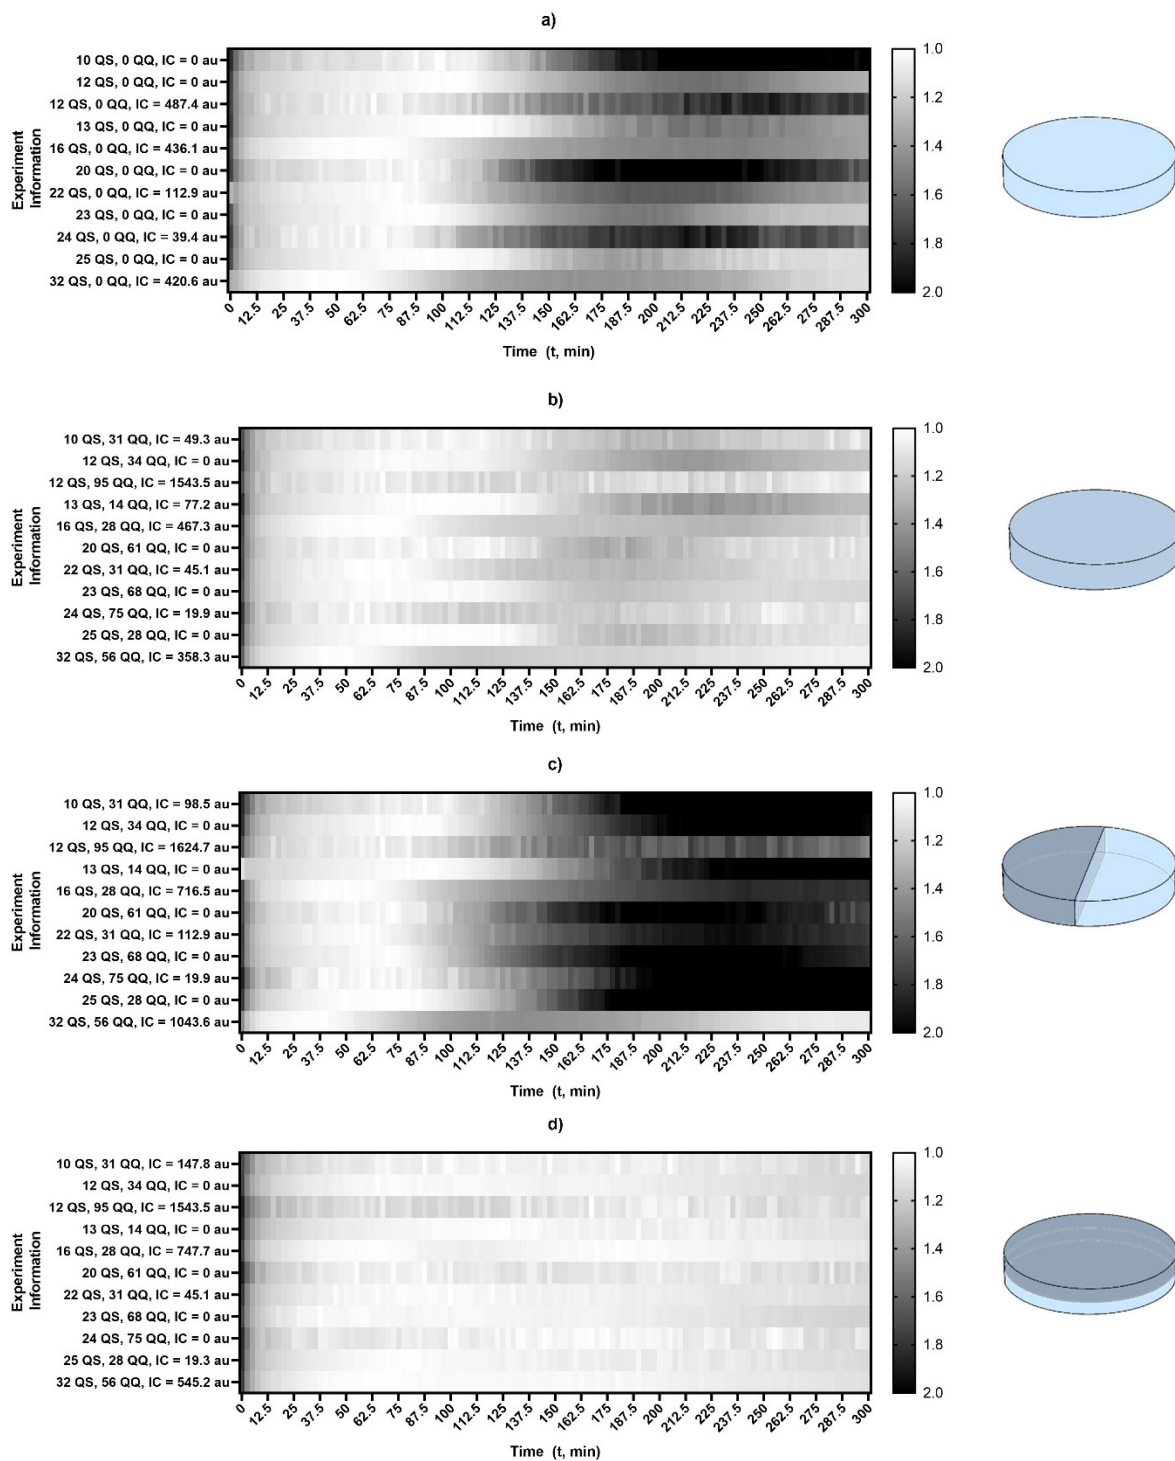 a)
Experiment
Information
10 QS, 0 QQ, IC = 0 au
12 QS, 0 QQ, IC = 0 au
12 QS, 0 QQ, IC = 487.4 au
13 QS, 0 QQ, IC = 0 au
16 QS, 0 QQ, IC = 436.1 au
20 QS, 0 QQ, IC = 0 au
22 QS, 0 QQ, IC = 112.9 au
23 QS, 0 QQ, IC = 0 au
24 QS, 0 QQ, IC = 39.4 au
25 QS, 0 QQ, IC = 0 au
32 QS, 0 QQ, IC = 420.6 au
0 12.5 25 37.5 50 62.5 75 87.5 100 112.5 125 137.5 150 162.5 175 187.5 200 212.5 225 237.5 250 262.5 275 287.5 300
Time (t, min)
1.0
1.2
1.4
1.6
1.8
2.0
b)
Experiment
Information
10 QS, 31 QQ, IC = 49.3 au
12 QS, 34 QQ, IC = 0 au
12 QS, 95 QQ, IC = 1543.5 au
13 QS, 14 QQ, IC = 77.2 au
16 QS, 28 QQ, IC = 467.3 au
20 QS, 61 QQ, IC = 0 au
22 QS, 31 QQ, IC = 45.1 au
23 QS, 68 QQ, IC = 0 au
24 QS, 75 QQ, IC = 19.9 au
25 QS, 28 QQ, IC = 0 au
32 QS, 56 QQ, IC = 358.3 au
0 12.5 25 37.5 50 62.5 75 87.5 100 112.5 125 137.5 150 162.5 175 187.5 200 212.5 225 237.5 250 262.5 275 287.5 300
Time (t, min)
1.0
1.2
1.4
1.6
1.8
2.0
c)
Experiment
Information
10 QS, 31 QQ, IC = 98.5 au
12 QS, 34 QQ, IC = 0 au
12 QS, 95 QQ, IC = 1624.7 au
13 QS, 14 QQ, IC = 0 au
16 QS, 28 QQ, IC = 716.5 au
20 QS, 61 QQ, IC = 0 au
22 QS, 31 QQ, IC = 112.9 au
23 QS, 68 QQ, IC = 0 au
24 QS, 75 QQ, IC = 19.9 au
25 QS, 28 QQ, IC = 0 au
32 QS, 56 QQ, IC = 1043.6 au
0 12.5 25 37.5 50 62.5 75 87.5 100 112.5 125 137.5 150 162.5 175 187.5 200 212.5 225 237.5 250 262.5 275 287.5 300
Time (t, min)
1.0
1.2
1.4
1.6
1.8
2.0
d)
Experiment
Information
10 QS, 31 QQ, IC = 147.8 au
12 QS, 34 QQ, IC = 0 au
12 QS, 95 QQ, IC = 1543.5 au
13 QS, 14 QQ, IC = 0 au
16 QS, 28 QQ, IC = 747.7 au
20 QS, 61 QQ, IC = 0 au
22 QS, 31 QQ, IC = 45.1 au
23 QS, 68 QQ, IC = 0 au
24 QS, 75 QQ, IC = 0 au
25 QS, 28 QQ, IC = 19.3 au
32 QS, 56 QQ, IC = 545.2 au
0 12.5 25 37.5 50 62.5 75 87.5 100 112.5 125 137.5 150 162.5 175 187.5 200 212.5 225 237.5 250 262.5 275 287.5 300
Time (t, min)
1.0
1.2
1.4
1.6
1.8
2.0